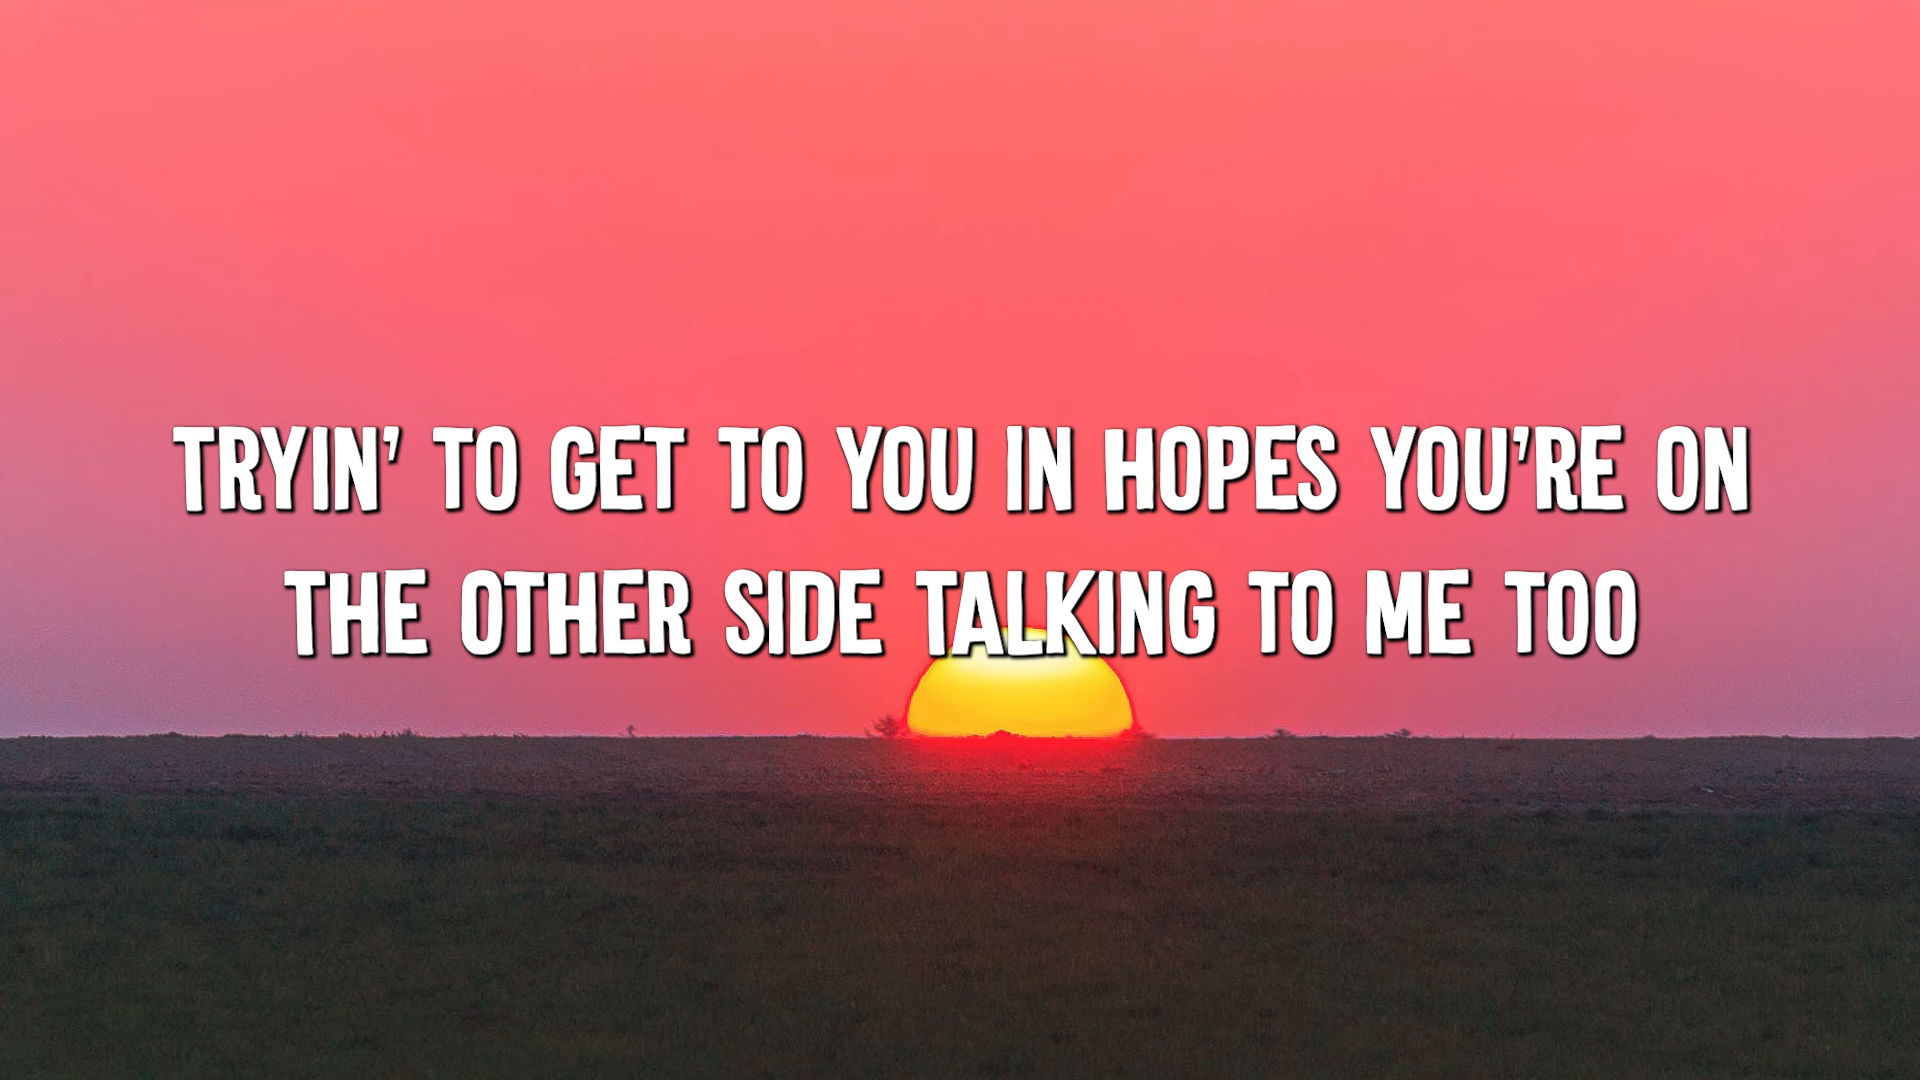 TRYIN' TO GET TO YOU IN HOPES YOU'RE ON
THE OTHER SIDE TALKING TO ME TOO